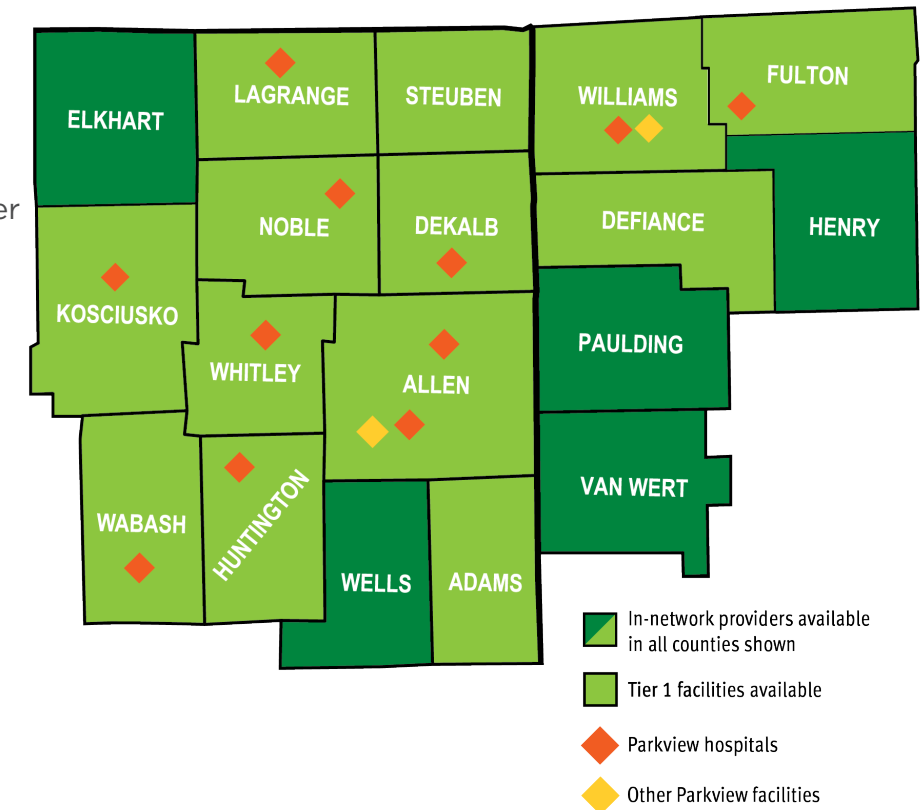 LAGRANGE
STEUBEN
WILLIAMS
FULTON
ELKHART
er
NOBLE
DEKALB
DEFIANCE
HENRY
KOSCIUSKO
WHITLEY
ALLEN
PAULDING
WABASH
HUNTINGTON
WELLS
ADAMS
VAN WERT
In-network providers available
in all counties shown
Tier 1 facilities available
Parkview hospitals
Other Parkview facilities